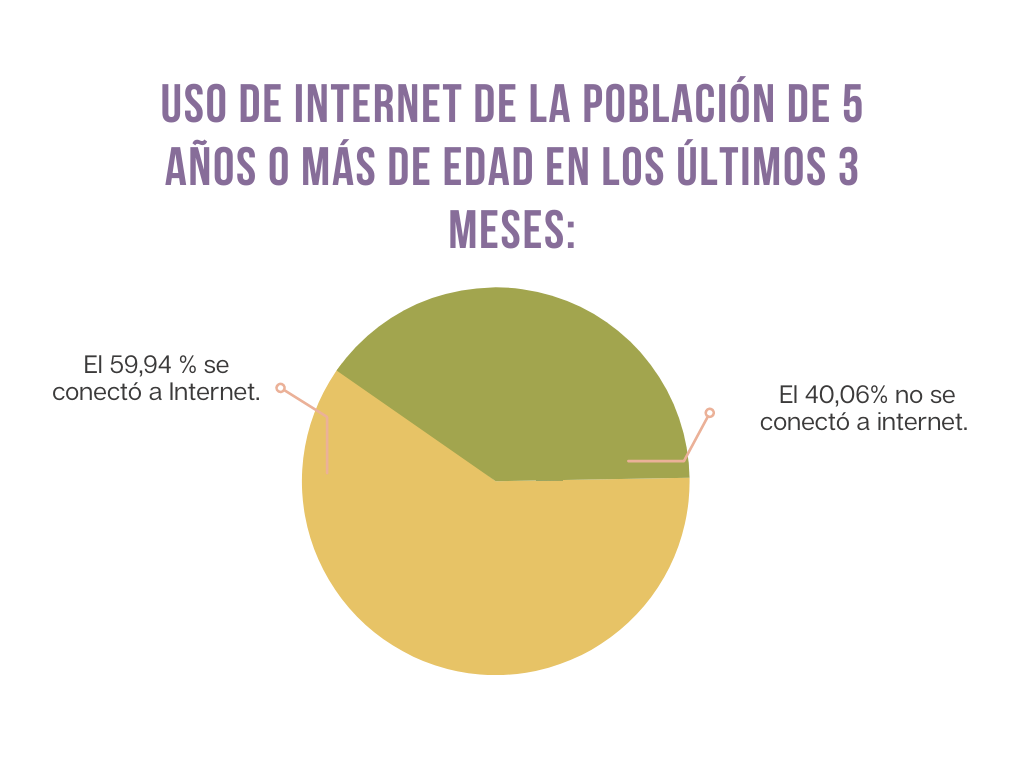 USO DE INTERNET DE LA POBLACIÓN DE 5
AÑOS O MÁS DE EDAD EN LOS ÚLTIMOS 3
MESES:
El 59,94 % se
conectó a Internet.
El 40,06% no se
conectó a internet.